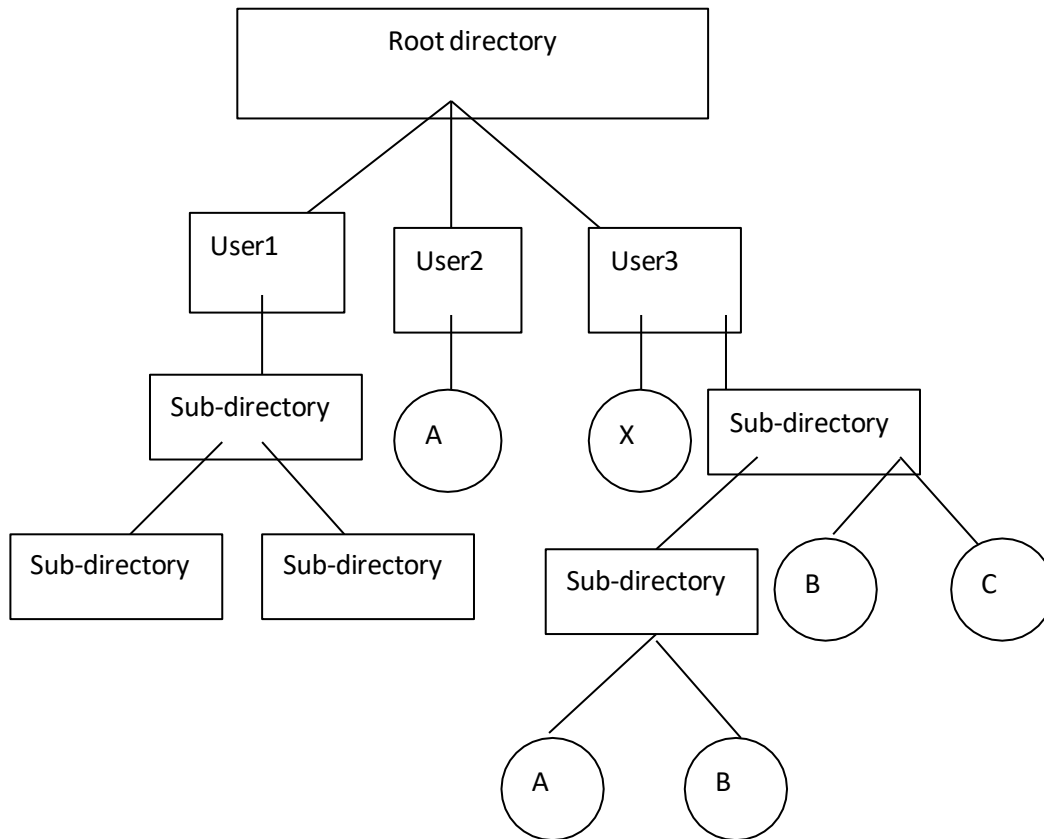 Root directory
User1
User2
User3
Sub-directory
A
X
Sub-directory
Sub-directory
Sub-directory
Sub-directory
B
C
A
B